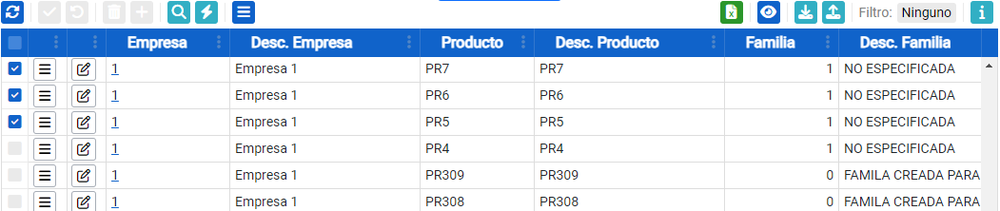 Filtro: Ninguno
Empresa Desc. Empresa Producto Desc. Producto Familia Desc. Familia
1 Empresa 1 PR7 PR7 1 NO ESPECIFICADA
1 Empresa 1 PR6 PR6 1 NO ESPECIFICADA
1 Empresa 1 PR5 PR5 1 NO ESPECIFICADA
1 Empresa 1 PR4 PR4 1 NO ESPECIFICADA
1 Empresa 1 PR309 PR309 0 FAMILA CREADA PARA
1 Empresa 1 PR308 PR308 0 FAMILA CREADA PARA